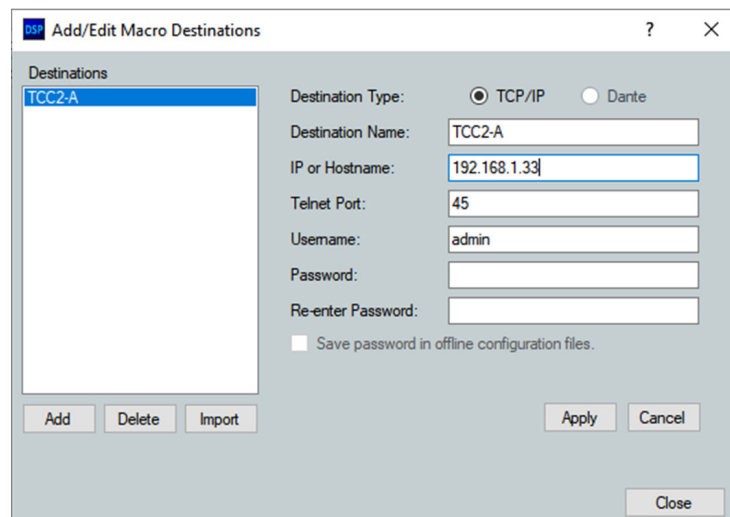 DSP Add/Edit Macro Destinations ? X
Destinations
TCC2-A
Destination Type: TCP/IP Dante
Destination Name: TCC2-A
IP or Hostname: 192.168.1.33
Telnet Port: 45
Username: admin
Password:
Re-enter Password:
Save password in offline configuration files.
Add Delete Import Apply Cancel
Close